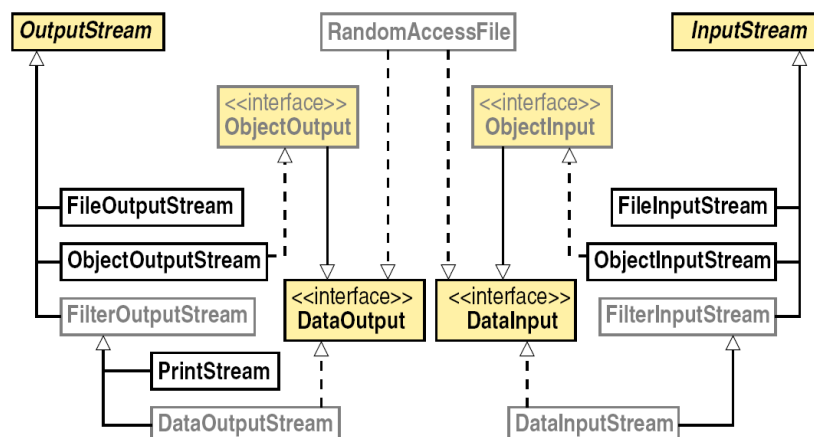 OutputStream
RandomAccessFile
InputStream
<<interface>>
ObjectOutput
<<interface>>
ObjectInput
FileOutputStream
FileInputStream
ObjectOutputStream
ObjectInputStream
<<interface>>
DataOutput
<<interface>>
DataInput
FilterOutputStream
FilterInputStream
PrintStream
DataOutputStream
DataInputStream